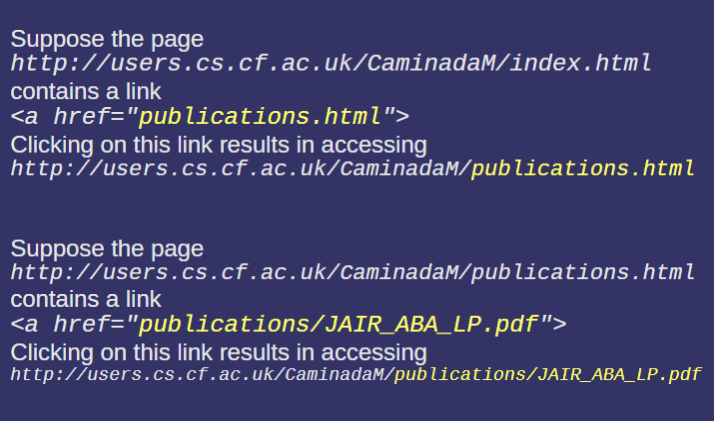 Suppose the page
http://users.cs.cf.ac.uk/CaminadaM/index.html
contains a link
<a href="publications.html">
Clicking on this link results in accessing
http://users.cs.cf.ac.uk/CaminadaM/publications.html
Suppose the page
http://users.cs.cf.ac.uk/CaminadaM/publications.html
contains a link
<a href="publications/JAIR_ABA_LP.pdf">
Clicking on this link results in accessing
http://users.cs.cf.ac.uk/CaminadaM/publications/JAIR_ABA_LP.pdf